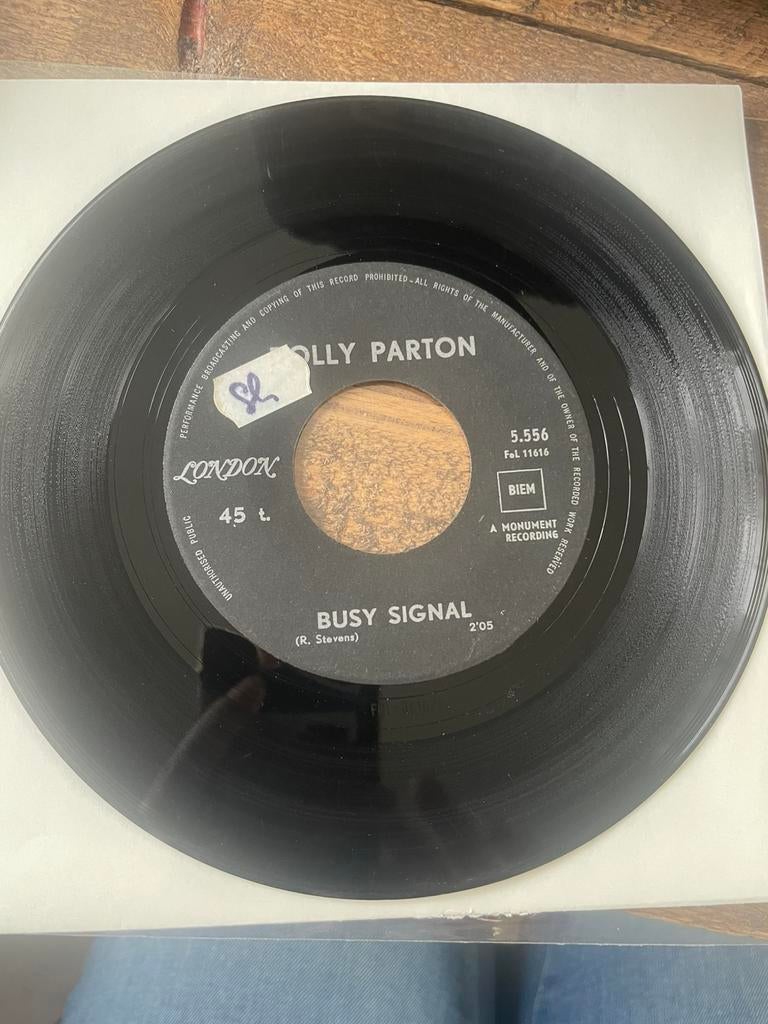 UNAUTHORISED PUBLIC PERFORMANCE BROADCASTING AND COPYING OF THIS RECORD PROHIBITED - ALL RIGHTS OF THE MANUFACTURER AND OF THE OWNER OF THE RECORDED WORK RESERVED
OLLY PARTON
5.556
FoL 11616
LONDON
BIEM
45 t.
A MONUMENT
RECORDING
BUSY SIGNAL
(R. Stevens)
2'05